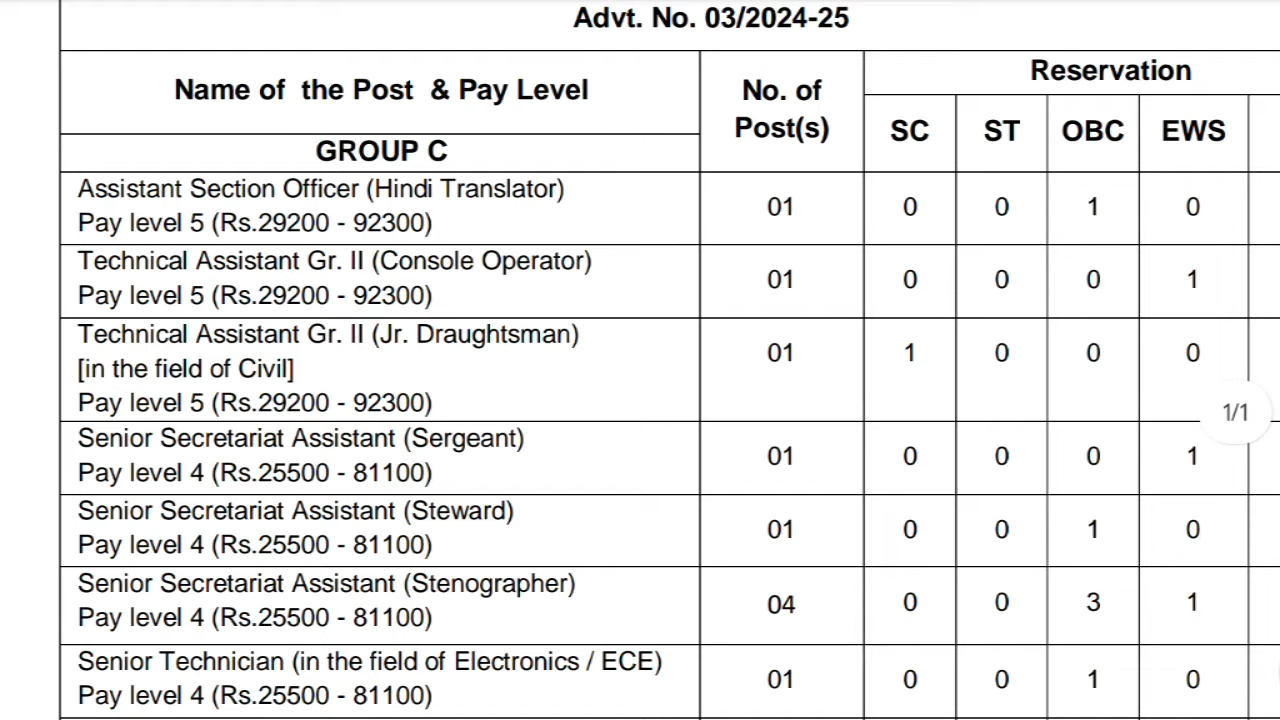 Advt. No. 03/2024-25
Name of the Post & Pay Level
No. of
Post(s)
Reservation
SC ST OBC EWS
GROUP C
Assistant Section Officer (Hindi Translator)
Pay level 5 (Rs.29200 - 92300)
01 0 0 1 0
Technical Assistant Gr. II (Console Operator)
Pay level 5 (Rs.29200 - 92300)
01 0 0 0 1
Technical Assistant Gr. II (Jr. Draughtsman)
[in the field of Civil]
Pay level 5 (Rs.29200 - 92300)
01 1 0 0 0
1/1
Senior Secretariat Assistant (Sergeant)
Pay level 4 (Rs.25500 - 81100)
01 0 0 0 1
Senior Secretariat Assistant (Steward)
Pay level 4 (Rs.25500 - 81100)
01 0 0 1 0
Senior Secretariat Assistant (Stenographer)
Pay level 4 (Rs.25500 - 81100)
04 0 0 3 1
Senior Technician (in the field of Electronics / ECE)
Pay level 4 (Rs.25500 - 81100)
01 0 0 1 0